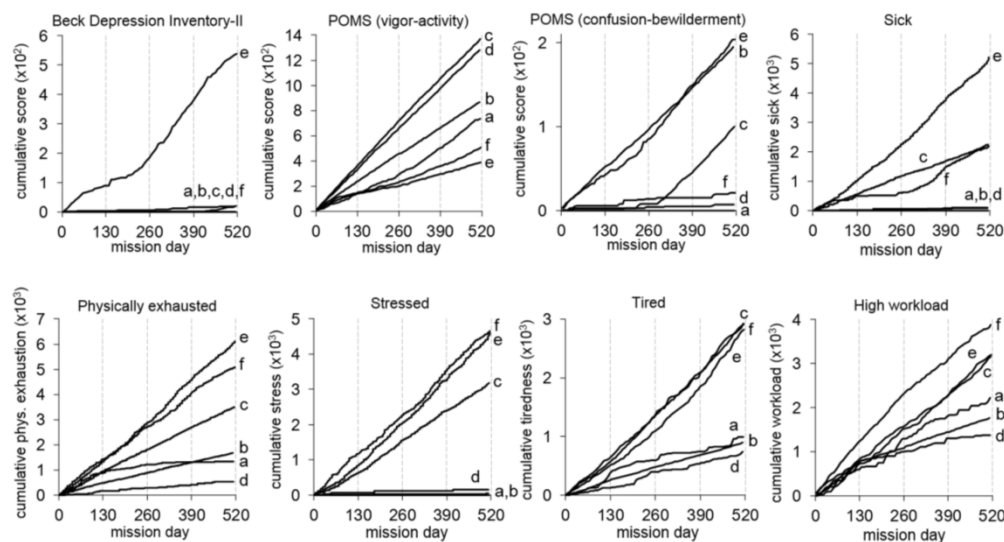 Beck Depression Inventory-II
cumulative score (x10²)
6
5
4
3
2
1
0
e
a,b,c,d,f
0 130 260 390 520
mission day
POMS (vigor-activity)
cumulative score (x10²)
14
12
10
8
6
4
2
0
c
d
b
a
f
e
0 130 260 390 520
mission day
POMS (confusion-bewilderment)
cumulative score (x10²)
2
1
0
e
b
c
f
d
a
0 130 260 390 520
mission day
Sick
cumulative sick (x10³)
6
5
4
3
2
1
0
e
c
f
a,b,d
0 130 260 390 520
mission day
Physically exhausted
cumulative phys. exhaustion (x10³)
7
6
5
4
3
2
1
0
e
f
c
b
a
d
0 130 260 390 520
mission day
Stressed
cumulative stress (x10³)
5
4
3
2
1
0
f
e
c
d
a,b
0 130 260 390 520
mission day
Tired
cumulative tiredness (x10³)
3
2
1
0
c
f
e
a
b
d
0 130 260 390 520
mission day
High workload
cumulative workload (x10³)
4
3
2
1
0
f
e
c
a
b
d
0 130 260 390 520
mission day